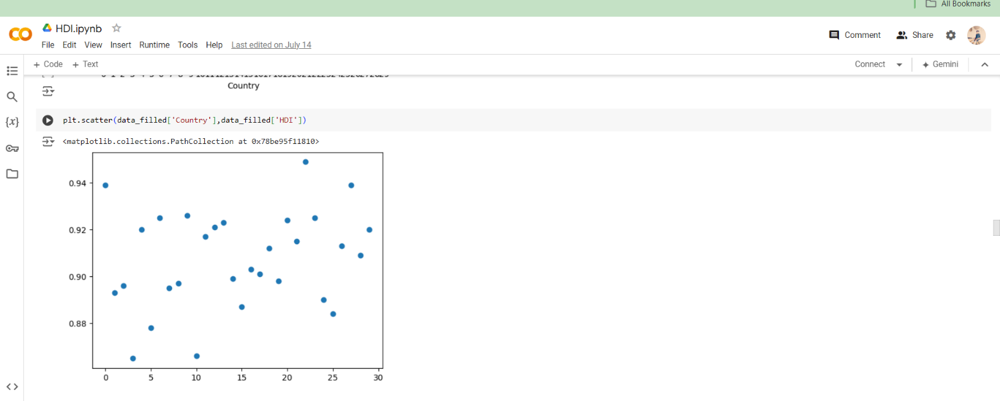 All Bookmarks
HDI.ipynb
File Edit View Insert Runtime Tools Help Last edited on July 14
Comment Share
+ Code + Text
Connect Gemini
Country
{x}
plt.scatter(data_filled['Country'],data_filled['HDI'])
<matplotlib.collections.PathCollection at 0x78be95f11810>
0.94
0.92
0.90
0.88
0 5 10 15 20 25 30